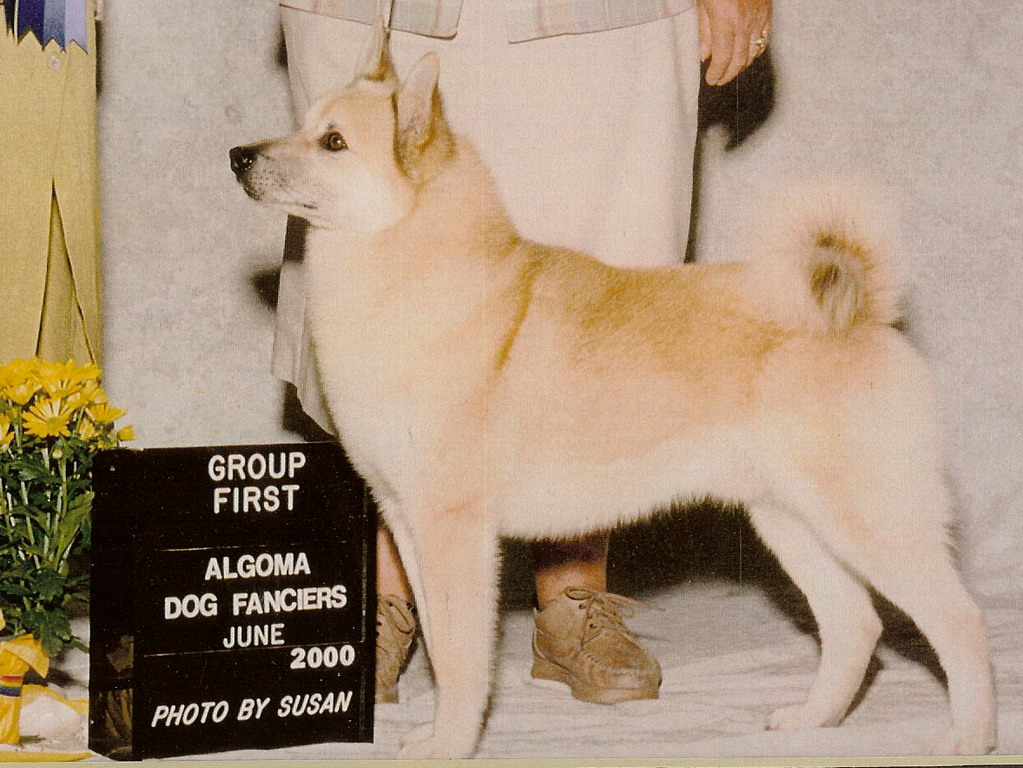 GROUP
FIRST
ALGOMA
DOG FANCIERS
JUNE
2000
PHOTO BY SUSAN